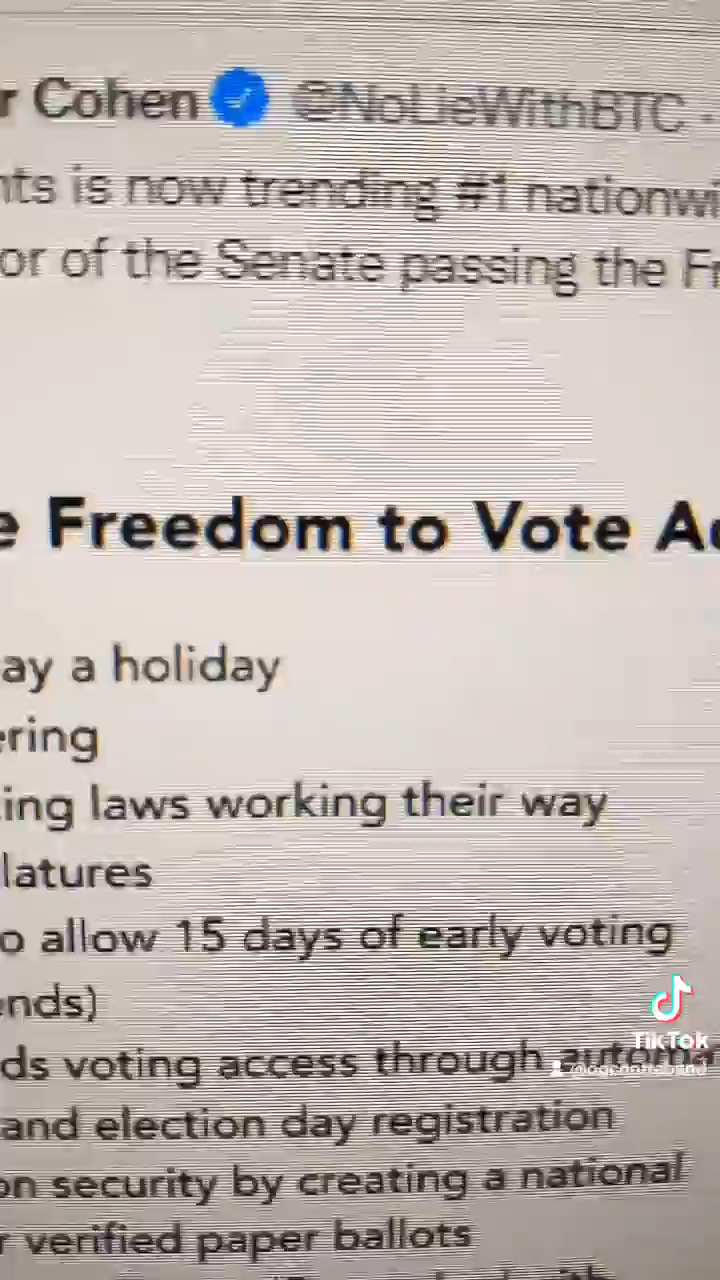 r Cohen @NoLieWithBTC -
nts is now trending #1 nationwi
or of the Senate passing the Fr
e Freedom to Vote Ac
ay a holiday
ering
ing laws working their way
latures
o allow 15 days of early voting
ends)
ds voting access through automa
and election day registration
on security by creating a national
r verified paper ballots
TikTok